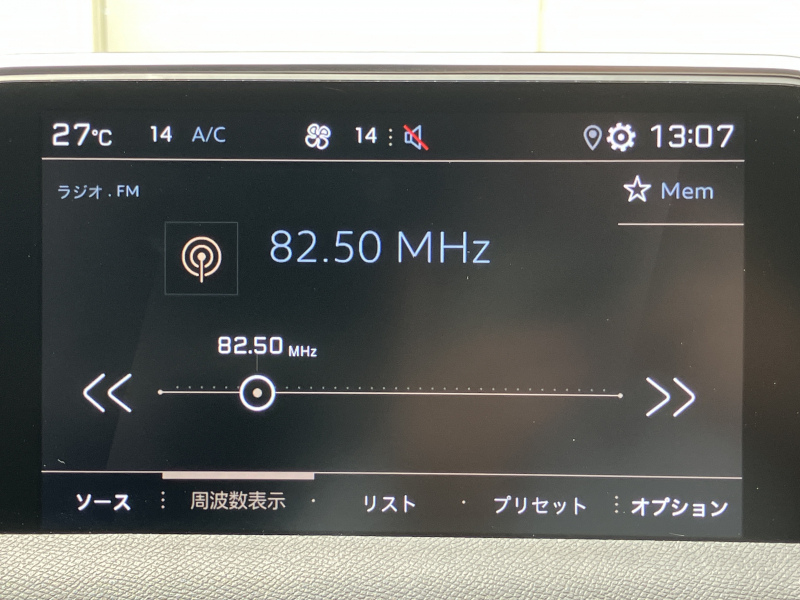 27℃ 14 A/C 14 13:07
ラジオ . FM Mem
82.50 MHz
82.50 MHz
ソース 周波数表示 リスト プリセット オプション